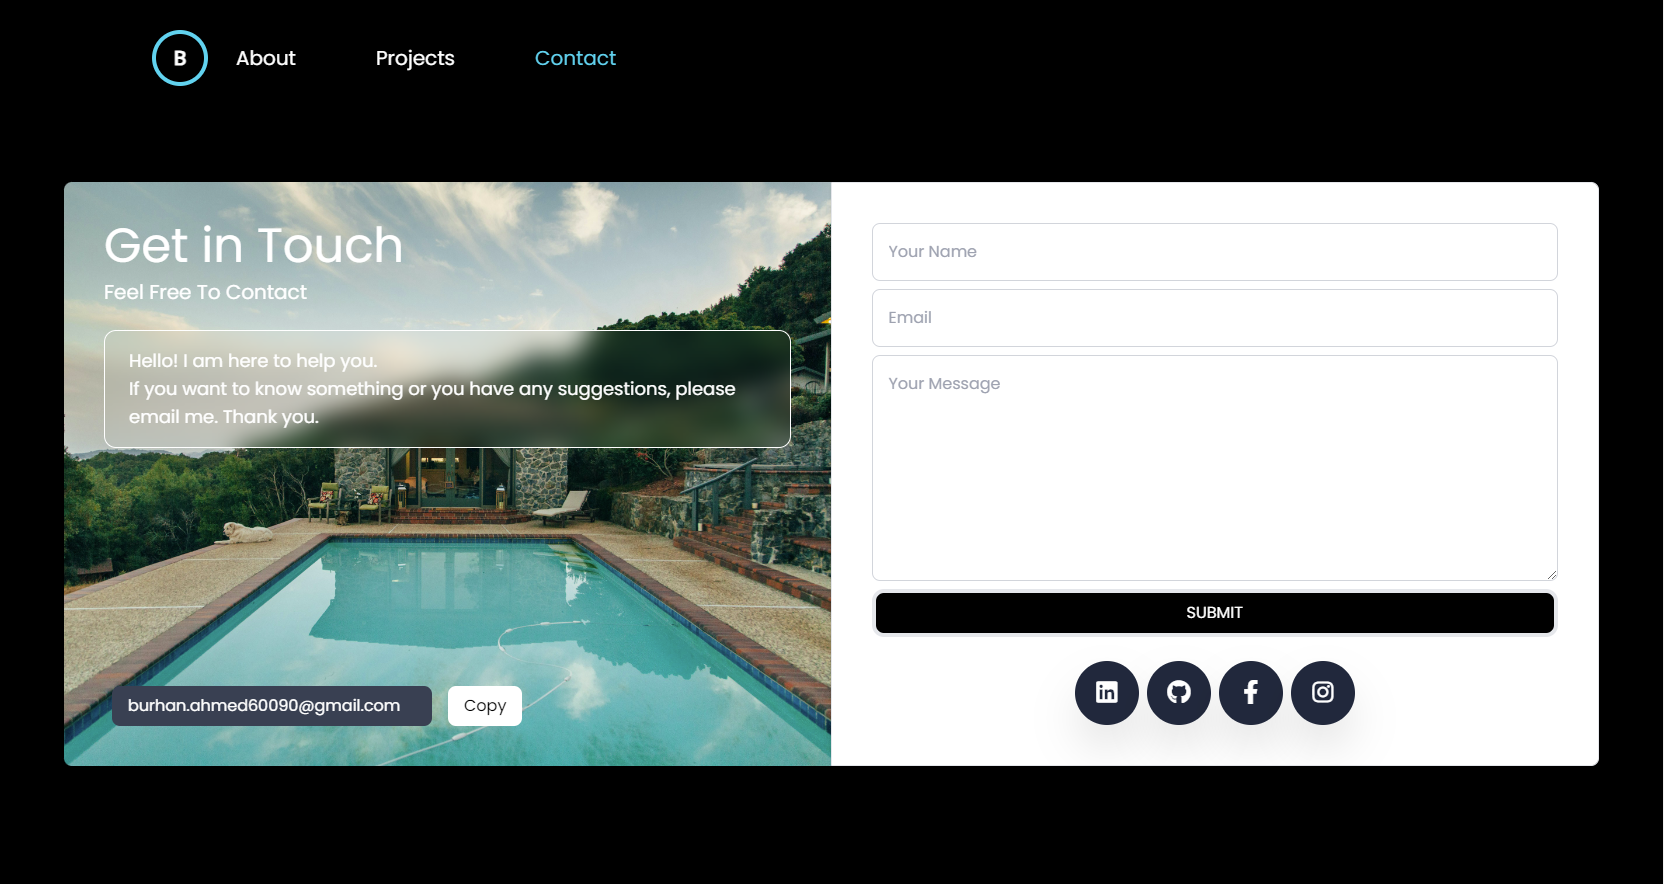 B
About
Projects
Contact
Get in Touch
Feel Free To Contact
Hello! I am here to help you.
If you want to know something or you have any suggestions, please
email me. Thank you.
burhan.ahmed60090@gmail.com
Copy
Your Name
Email
Your Message
SUBMIT